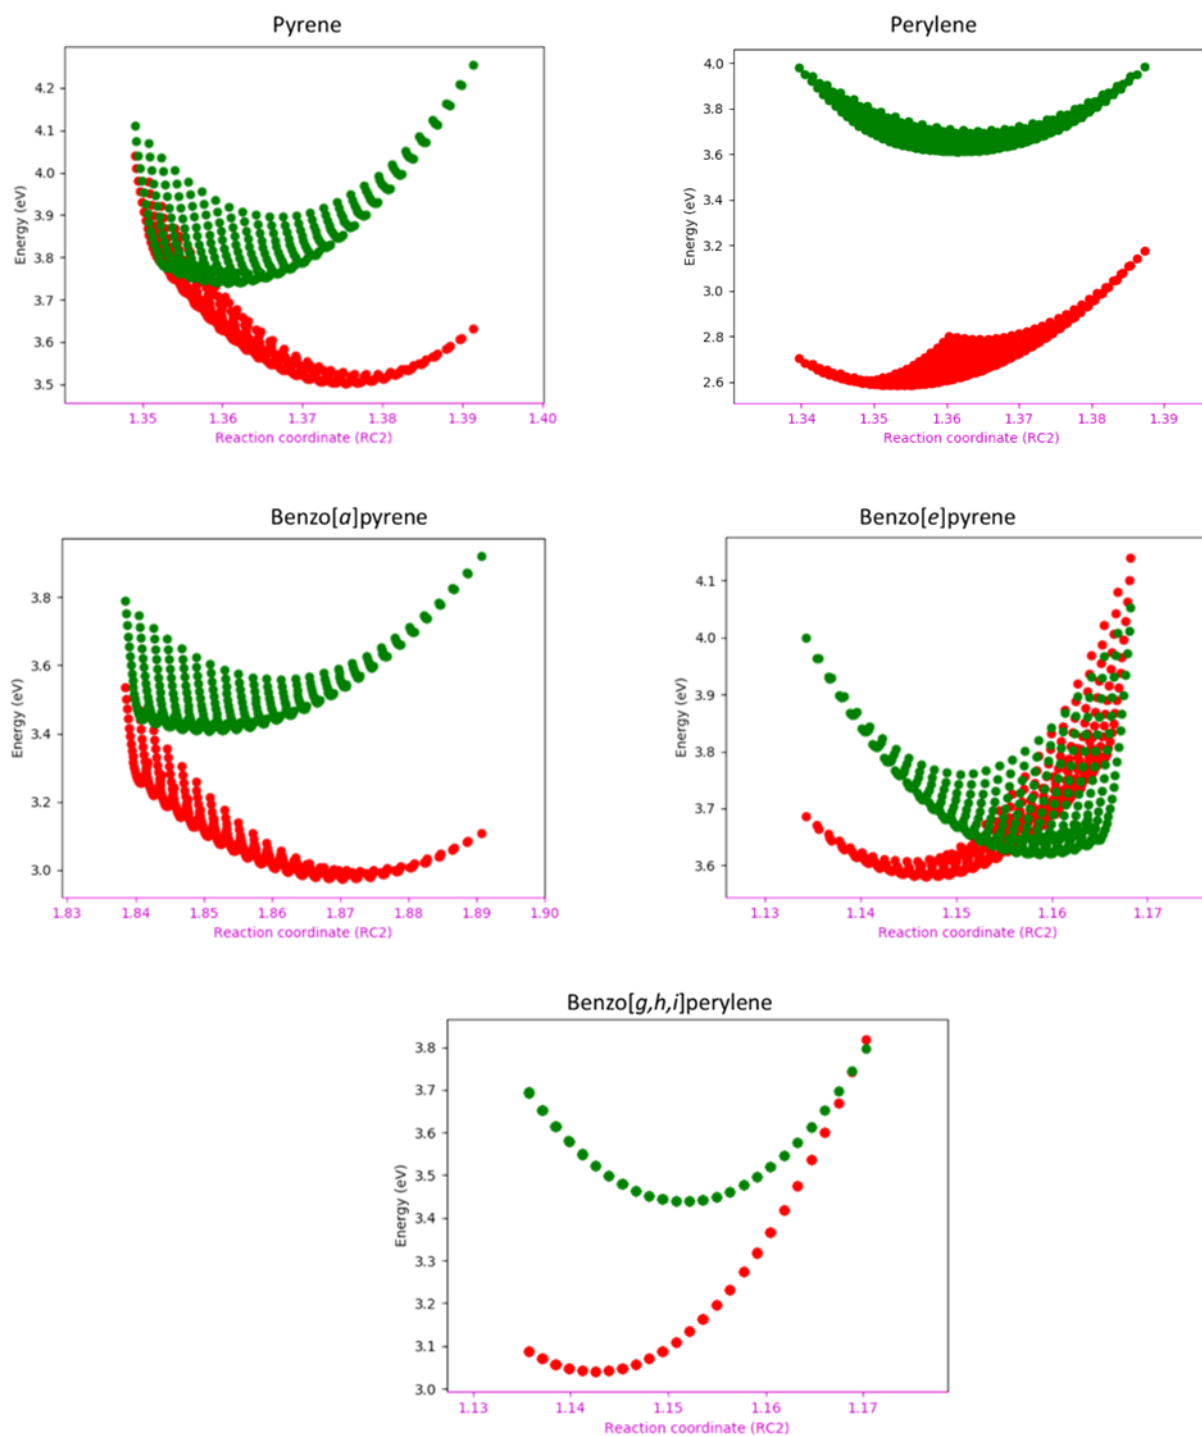 Pyrene
4.2
4.1
4.0
3.9
3.8
3.7
3.6
3.5
Energy (eV)
1.35 1.36 1.37 1.38 1.39 1.40
Reaction coordinate (RC2)
Perylene
4.0
3.8
3.6
3.4
3.2
3.0
2.8
2.6
Energy (eV)
1.34 1.35 1.36 1.37 1.38 1.39
Reaction coordinate (RC2)
Benzo[a]pyrene
3.8
3.6
3.4
3.2
3.0
Energy (eV)
1.83 1.84 1.85 1.86 1.87 1.88 1.89 1.90
Reaction coordinate (RC2)
Benzo[e]pyrene
4.1
4.0
3.9
3.8
3.7
3.6
Energy (eV)
1.13 1.14 1.15 1.16 1.17
Reaction coordinate (RC2)
Benzo[g,h,i]perylene
3.8
3.7
3.6
3.5
3.4
3.3
3.2
3.1
3.0
Energy (eV)
1.13 1.14 1.15 1.16 1.17
Reaction coordinate (RC2)